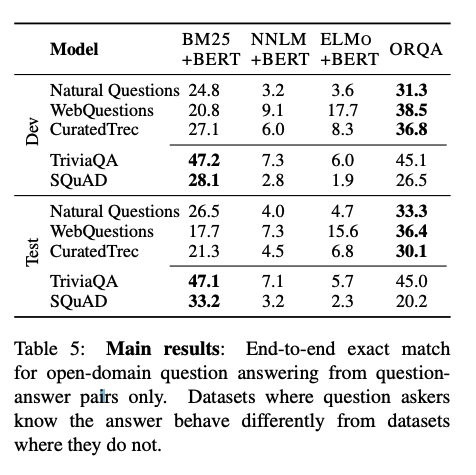 Model BM25 +BERT NNLM +BERT ELMo +BERT ORQA
Dev
Natural Questions 24.8 3.2 3.6 31.3
WebQuestions 20.8 9.1 17.7 38.5
CuratedTrec 27.1 6.0 8.3 36.8
TriviaQA 47.2 7.3 6.0 45.1
SQuAD 28.1 2.8 1.9 26.5
Test
Natural Questions 26.5 4.0 4.7 33.3
WebQuestions 17.7 7.3 15.6 36.4
CuratedTrec 21.3 4.5 6.8 30.1
TriviaQA 47.1 7.1 5.7 45.0
SQuAD 33.2 3.2 2.3 20.2
Table 5: Main results: End-to-end exact match
for open-domain question answering from question-
answer pairs only. Datasets where question askers
know the answer behave differently from datasets
where they do not.